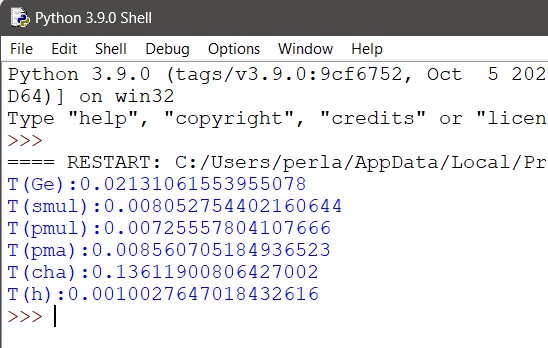 Python 3.9.0 Shell
File Edit Shell Debug Options Window Help
Python 3.9.0 (tags/v3.9.0:9cf6752, Oct 5 202
D64)] on win32
Type "help", "copyright", "credits" or "licen
>>>
==== RESTART: C:/Users/perla/AppData/Local/Pr
T(Ge):0.02131061553955078
T(smul):0.008052754402160644
T(pmul):0.00725557804107666
T(pma):0.008560705184936523
T(cha):0.13611900806427002
T(h):0.0010027647018432616
>>>